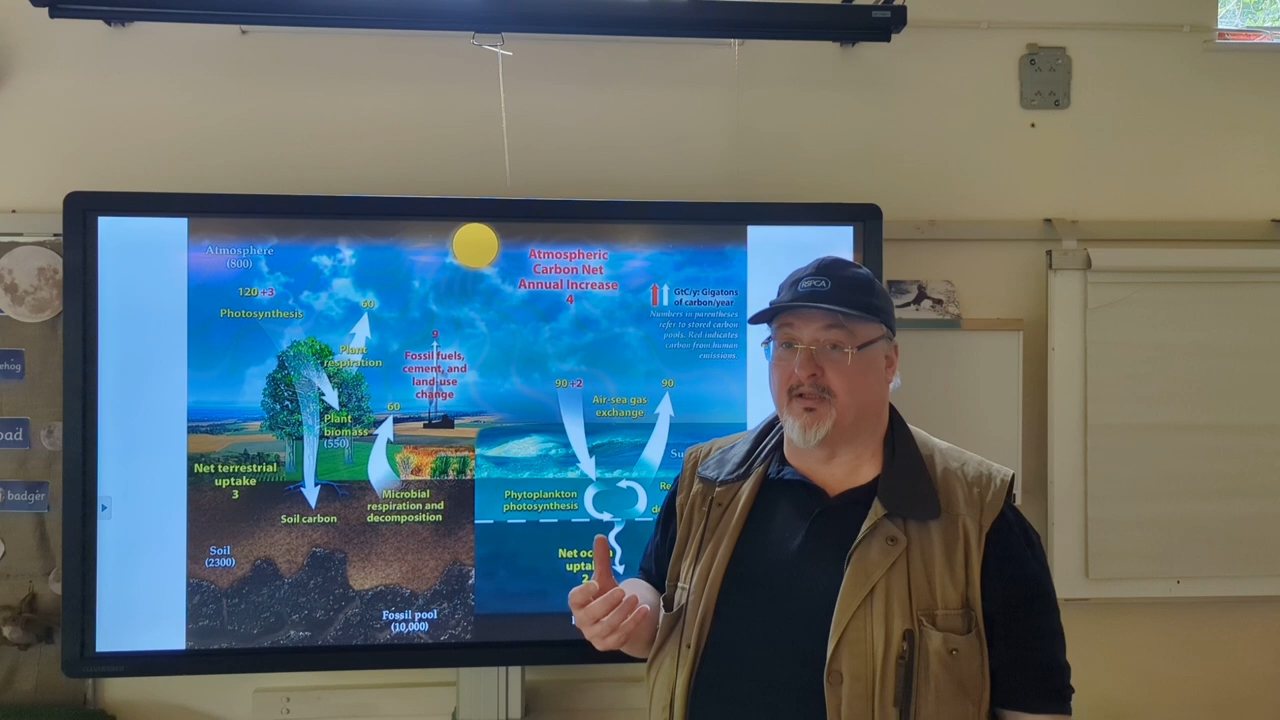 Atmosphere
(800)
120+3
Photosynthesis
60
Plant
respiration
9
Fossil fuels,
cement, and
land-use
change
Atmospheric
Carbon Net
Annual Increase
4
GtC/y: Gigatons
of carbon/year
Numbers in parentheses
refer to stored carbon
pools. Red indicates
carbon from human
emissions.
RSPCA
Plant
biomass
(550)
60
90+2
Air-sea gas
exchange
90
Net terrestrial
uptake
3
Soil carbon
Microbial
respiration and
decomposition
Phytoplankton
photosynthesis
Soil
(2300)
Net
Fossil pool
(10,000)
badger